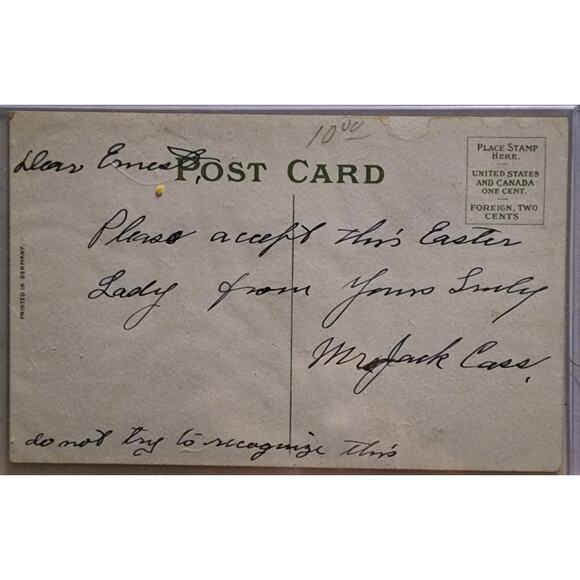 10 00
Dear Ernest,
POST CARD
PLACE STAMP
HERE.
UNITED STATES
AND CANADA
ONE CENT.
FOREIGN, TWO
CENTS
Please accept this Easter
Lady from Yours Truly
Mr Jack Cass.
do not try to recognize this
PRINTED IN GERMANY.